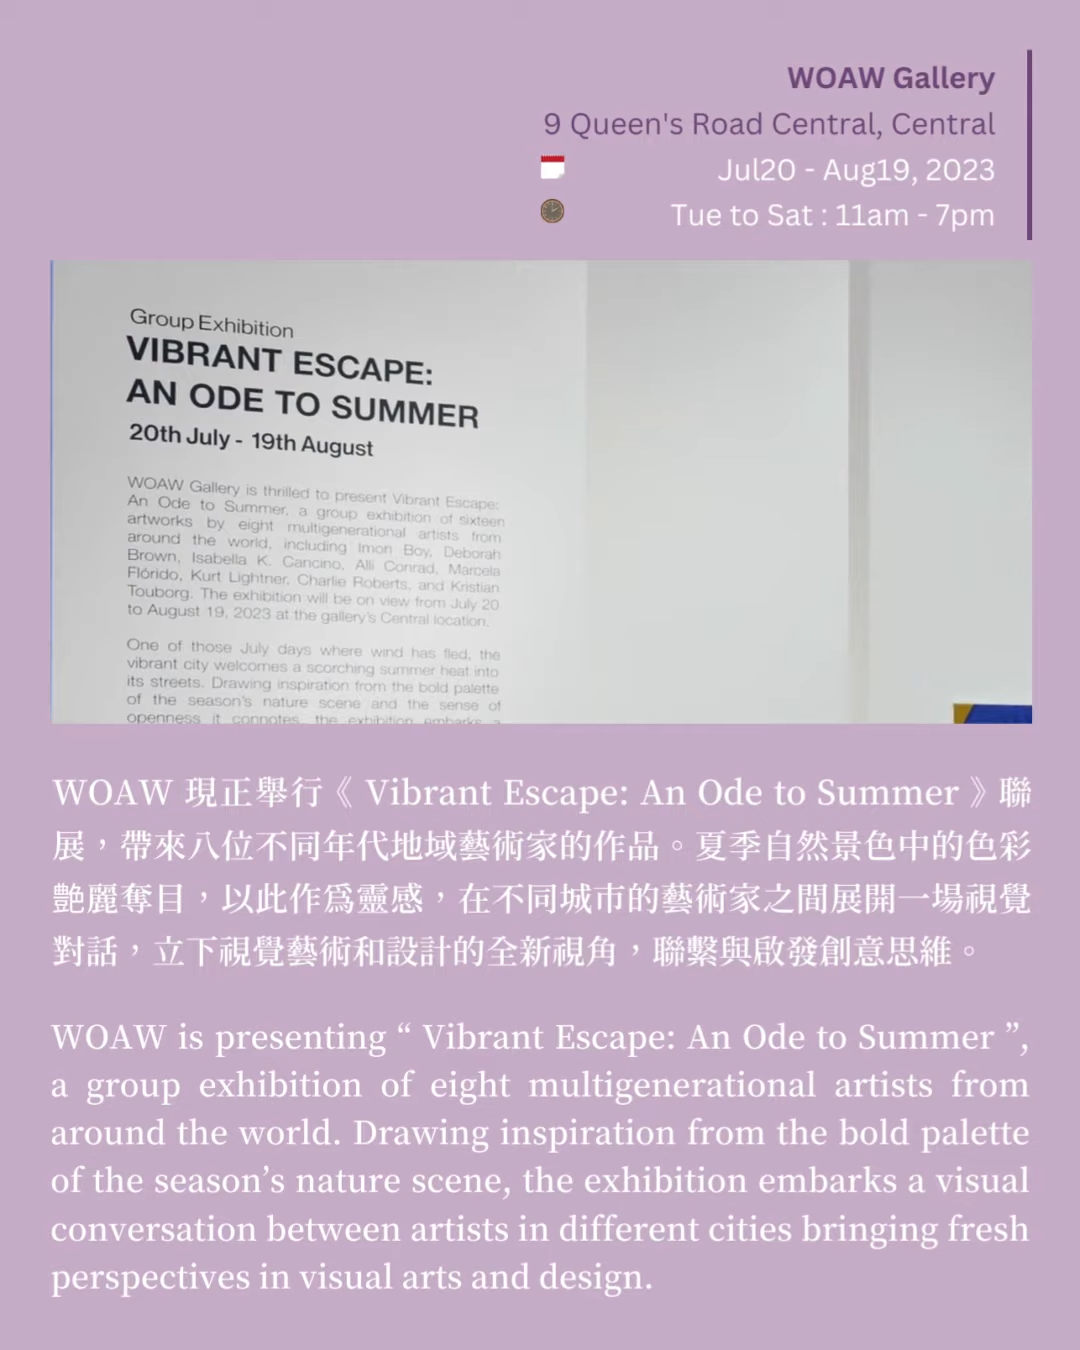 WOAW Gallery
9 Queen's Road Central, Central
Jul20 - Aug19, 2023
Tue to Sat : 11am - 7pm
Group Exhibition
VIBRANT ESCAPE:
AN ODE TO SUMMER
20th July - 19th August
WOAW Gallery is thrilled to present Vibrant Escape:
An Ode to Summer, a group exhibition of sixteen
artworks by eight multigenerational artists from
around the world, including Imon Boy, Deborah
Brown, Isabella K. Cancino, Alli Conrad, Marcela
Flórido, Kurt Lightner, Charlie Roberts, and Kristian
Touborg. The exhibition will be on view from July 20
to August 19, 2023 at the gallery's Central location.
One of those July days where wind has fled, the
vibrant city welcomes a scorching summer heat into
its streets. Drawing inspiration from the bold palette
of the season's nature scene and the sense of
openness it connotes, the exhibition embarks a
WOAW 現正舉行《 Vibrant Escape: An Ode to Summer 》聯
展，帶來八位不同年代地域藝術家的作品。夏季自然景色中的色彩
艷麗奪目，以此作爲靈感，在不同城市的藝術家之間展開一場視覺
對話，立下視覺藝術和設計的全新視角，聯繫與啟發創意思維。
WOAW is presenting “ Vibrant Escape: An Ode to Summer ”,
a group exhibition of eight multigenerational artists from
around the world. Drawing inspiration from the bold palette
of the season’s nature scene, the exhibition embarks a visual
conversation between artists in different cities bringing fresh
perspectives in visual arts and design.